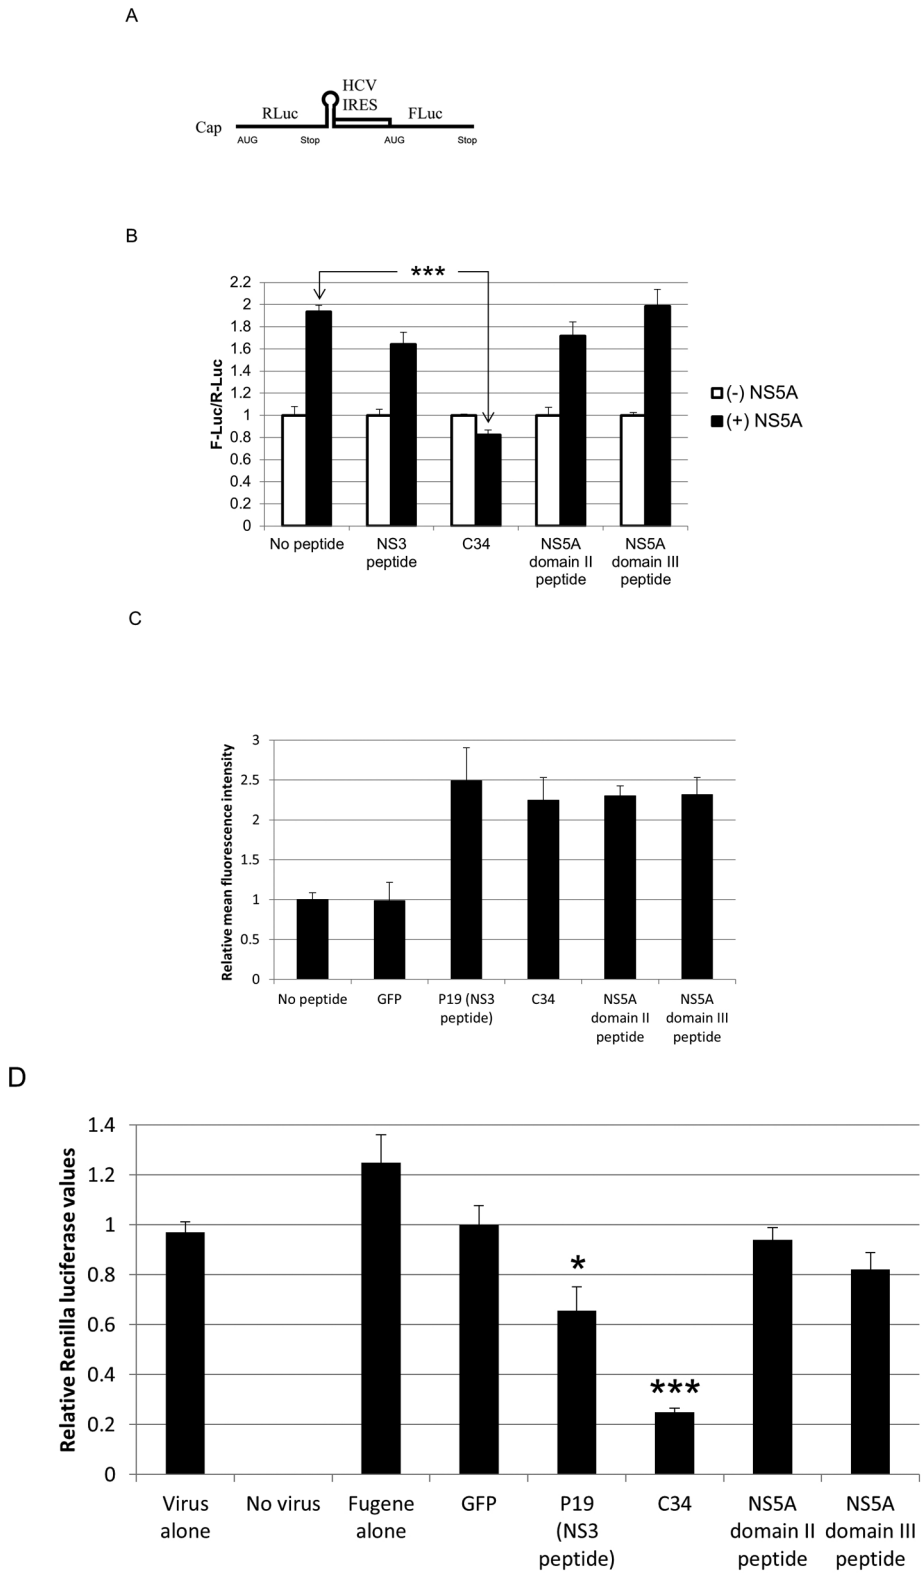 A
HCV
RLuc IRES FLuc
Cap
AUG Stop AUG Stop
B
***
2.2
2
1.8
1.6
1.4
1.2
1
0.8
0.6
0.4
0.2
0
F-Luc/R-Luc
(-) NS5A
(+) NS5A
No peptide NS3 C34 NS5A NS5A
peptide domain II domain III
peptide peptide
C
3
2.5
2
1.5
1
0.5
0
Relative mean fluorescence intensity
No peptide GFP P19 (NS3 C34 NS5A NS5A
peptide) domain II domain III
peptide peptide
D
1.4
1.2
1
0.8
0.6
0.4
0.2
0
Relative Renilla luciferase values
*
***
Virus No virus Fugene GFP P19 C34 NS5A NS5A
alone alone (NS3 domain II domain III
peptide) peptide peptide